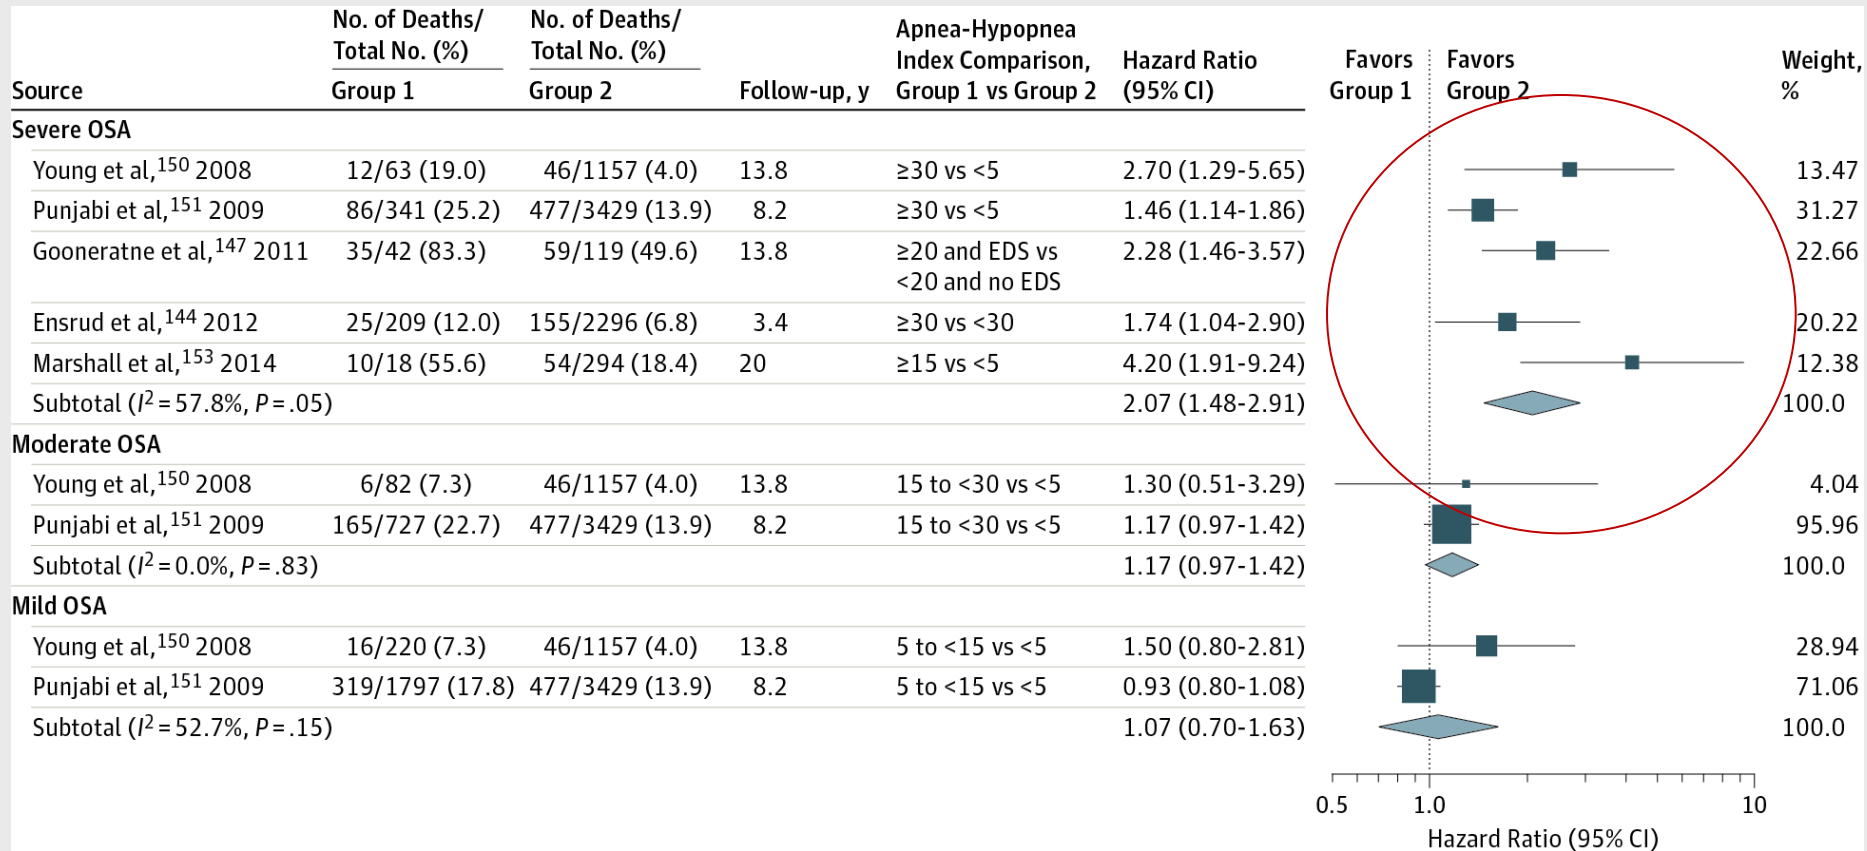 No. of Deaths/ No. of Deaths/ Apnea-Hypopnea
Total No. (%) Total No. (%) Index Comparison, Hazard Ratio Favors Favors Weight,
Source Group 1 Group 2 Follow-up, y Group 1 vs Group 2 (95% CI) Group 1 Group 2 %
Severe OSA
Young et al,150 2008 12/63 (19.0) 46/1157 (4.0) 13.8 ≥30 vs <5 2.70 (1.29-5.65) 13.47
Punjabi et al,151 2009 86/341 (25.2) 477/3429 (13.9) 8.2 ≥30 vs <5 1.46 (1.14-1.86) 31.27
Gooneratne et al,147 2011 35/42 (83.3) 59/119 (49.6) 13.8 ≥20 and EDS vs 2.28 (1.46-3.57) 22.66
<20 and no EDS
Ensrud et al,144 2012 25/209 (12.0) 155/2296 (6.8) 3.4 ≥30 vs <30 1.74 (1.04-2.90) 20.22
Marshall et al,153 2014 10/18 (55.6) 54/294 (18.4) 20 ≥15 vs <5 4.20 (1.91-9.24) 12.38
Subtotal (I2 = 57.8%, P = .05) 2.07 (1.48-2.91) 100.0
Moderate OSA
Young et al,150 2008 6/82 (7.3) 46/1157 (4.0) 13.8 15 to <30 vs <5 1.30 (0.51-3.29) 4.04
Punjabi et al,151 2009 165/727 (22.7) 477/3429 (13.9) 8.2 15 to <30 vs <5 1.17 (0.97-1.42) 95.96
Subtotal (I2 = 0.0%, P = .83) 1.17 (0.97-1.42) 100.0
Mild OSA
Young et al,150 2008 16/220 (7.3) 46/1157 (4.0) 13.8 5 to <15 vs <5 1.50 (0.80-2.81) 28.94
Punjabi et al,151 2009 319/1797 (17.8) 477/3429 (13.9) 8.2 5 to <15 vs <5 0.93 (0.80-1.08) 71.06
Subtotal (I2 = 52.7%, P = .15) 1.07 (0.70-1.63) 100.0
0.5 1.0 10
Hazard Ratio (95% CI)